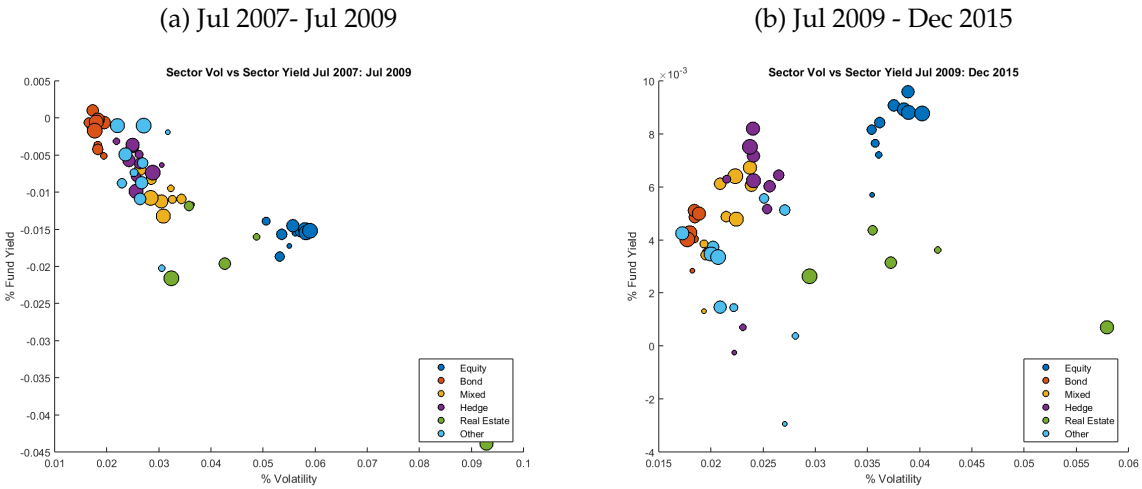 (a) Jul 2007- Jul 2009
(b) Jul 2009 - Dec 2015
Sector Vol vs Sector Yield Jul 2007: Jul 2009
0.005
0
-0.005
-0.01
-0.015
-0.02
-0.025
-0.03
-0.035
-0.04
-0.045
% Fund Yield
0.01 0.02 0.03 0.04 0.05 0.06 0.07 0.08 0.09 0.1
% Volatility
Equity
Bond
Mixed
Hedge
Real Estate
Other
Sector Vol vs Sector Yield Jul 2009: Dec 2015
×10⁻³
10
8
6
4
2
0
-2
-4
% Fund Yield
0.015 0.02 0.025 0.03 0.035 0.04 0.045 0.05 0.055 0.06
% Volatility
Equity
Bond
Mixed
Hedge
Real Estate
Other